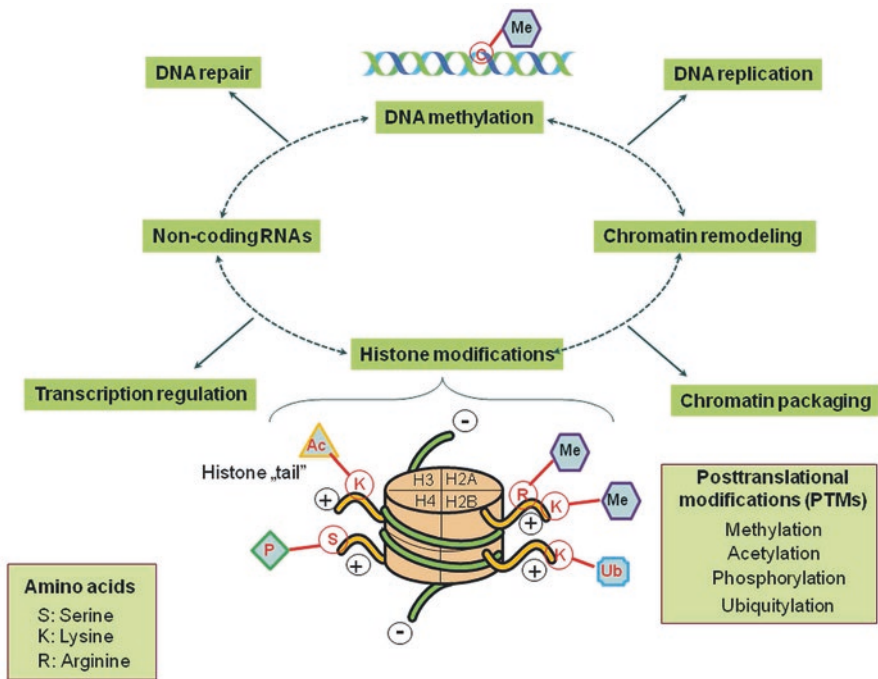 Me
C
DNA repair
DNA replication
DNA methylation
Non-coding RNAs
Chromatin remodeling
Histone modifications
Transcription regulation
Chromatin packaging
-
Ac
Me
Histone „tail”
K
H3 H2A
H4 H2B
R
K
Me
+
+
P
S
K
+
+
Ub
-
Posttranslational
modifications (PTMs)
Methylation
Acetylation
Phosphorylation
Ubiquitylation
Amino acids
S: Serine
K: Lysine
R: Arginine